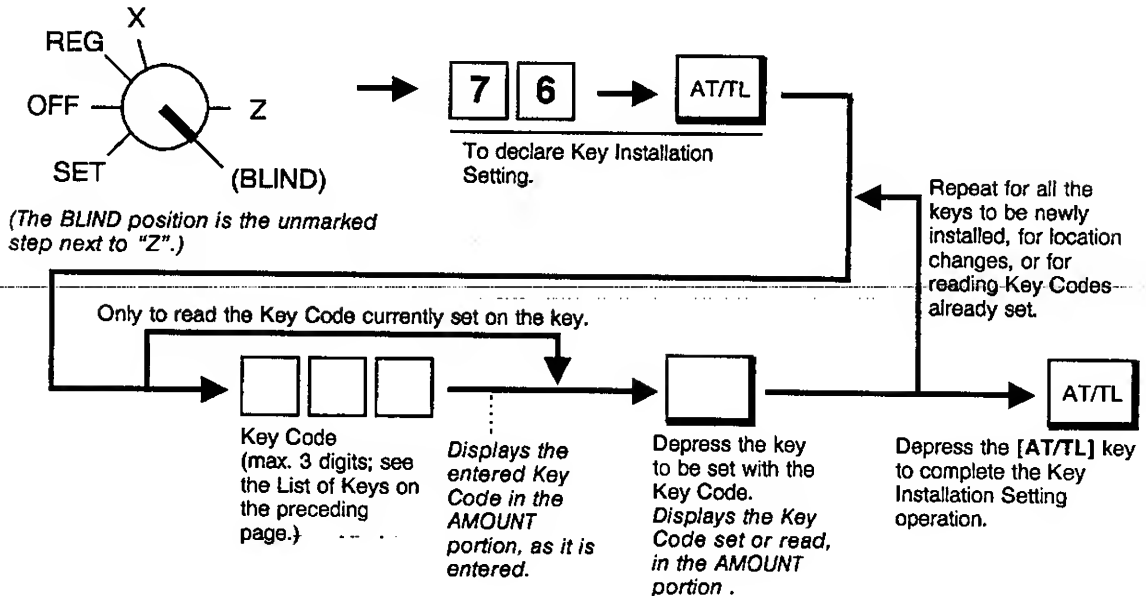 X
REG
OFF
Z
SET
(BLIND)
(The BLIND position is the unmarked
step next to "Z".)
7 6
AT/TL
To declare Key Installation
Setting.
Repeat for all the
keys to be newly
installed, for location
changes, or for
reading Key Codes
already set.
Only to read the Key Code currently set on the key.
Key Code
(max. 3 digits; see
the List of Keys on
the preceding
page.)
Displays the
entered Key
Code in the
AMOUNT
portion, as it is
entered.
Depress the key
to be set with the
Key Code.
Displays the Key
Code set or read,
in the AMOUNT
portion .
AT/TL
Depress the [AT/TL] key
to complete the Key
Installation Setting
operation.